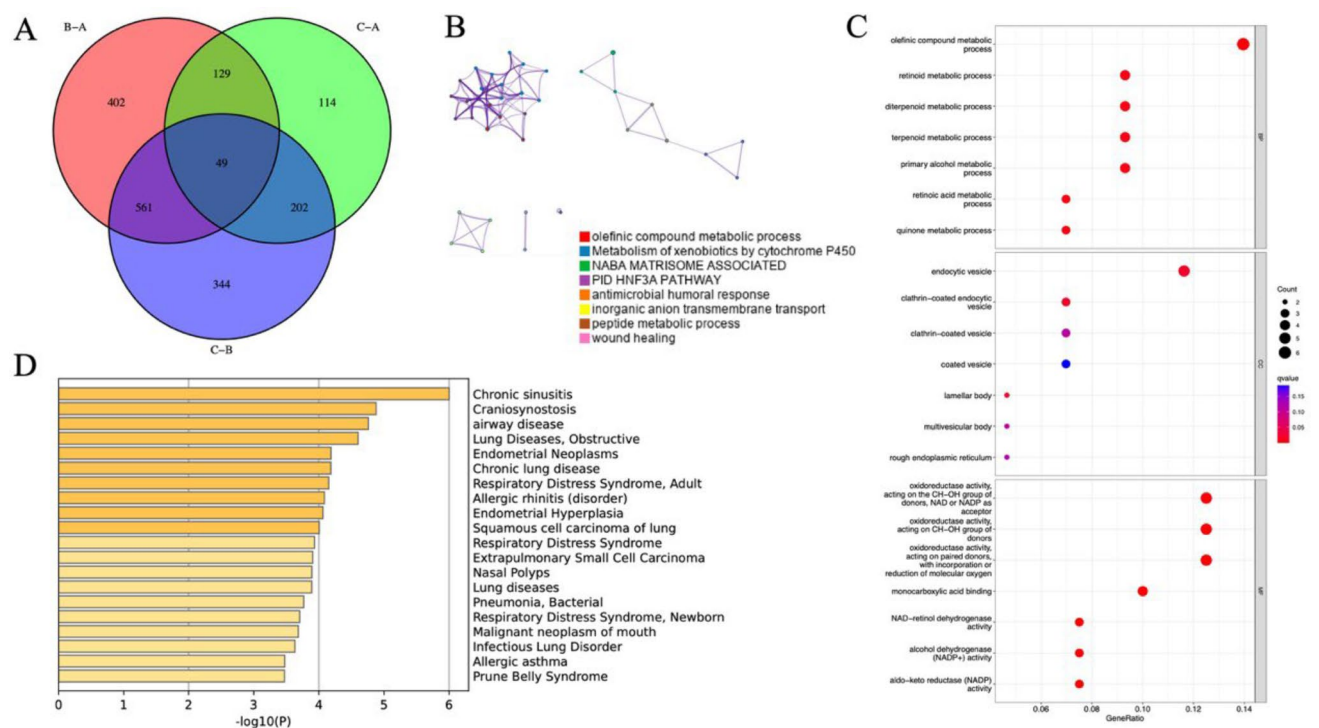 A
B-A
C-A
402
129
114
49
561
202
344
C-B
B
olefinic compound metabolic process
Metabolism of xenobiotics by cytochrome P450
NABA MATRISOME ASSOCIATED
PID HNF3A PATHWAY
antimicrobial humoral response
inorganic anion transmembrane transport
peptide metabolic process
wound healing
C
olefinic compound metabolic
process
retinoid metabolic process
diterpenoid metabolic process
terpenoid metabolic process
primary alcohol metabolic
process
retinoic acid metabolic
process
quinone metabolic process
BP
endocytic vesicle
clathrin-coated endocytic
vesicle
clathrin-coated vesicle
coated vesicle
lamellar body
multivesicular body
rough endoplasmic reticulum
CC
oxidoreductase activity,
acting on the CH-OH group of
donors, NAD or NADP as
acceptor
oxidoreductase activity,
acting on CH-OH group of
donors
oxidoreductase activity,
acting on paired donors,
with incorporation or
reduction of molecular oxygen
monocarboxylic acid binding
NAD-retinol dehydrogenase
activity
alcohol dehydrogenase
(NADP+) activity
aldo-keto reductase (NADP)
activity
MF
0.06 0.08 0.10 0.12 0.14
GeneRatio
Count
2
3
4
5
6
qvalue
0.15
0.10
0.05
D
Chronic sinusitis
Craniosynostosis
airway disease
Lung Diseases, Obstructive
Endometrial Neoplasms
Chronic lung disease
Respiratory Distress Syndrome, Adult
Allergic rhinitis (disorder)
Endometrial Hyperplasia
Squamous cell carcinoma of lung
Respiratory Distress Syndrome
Extrapulmonary Small Cell Carcinoma
Nasal Polyps
Lung diseases
Pneumonia, Bacterial
Respiratory Distress Syndrome, Newborn
Malignant neoplasm of mouth
Infectious Lung Disorder
Allergic asthma
Prune Belly Syndrome
0 1 2 3 4 5 6
-log10(P)